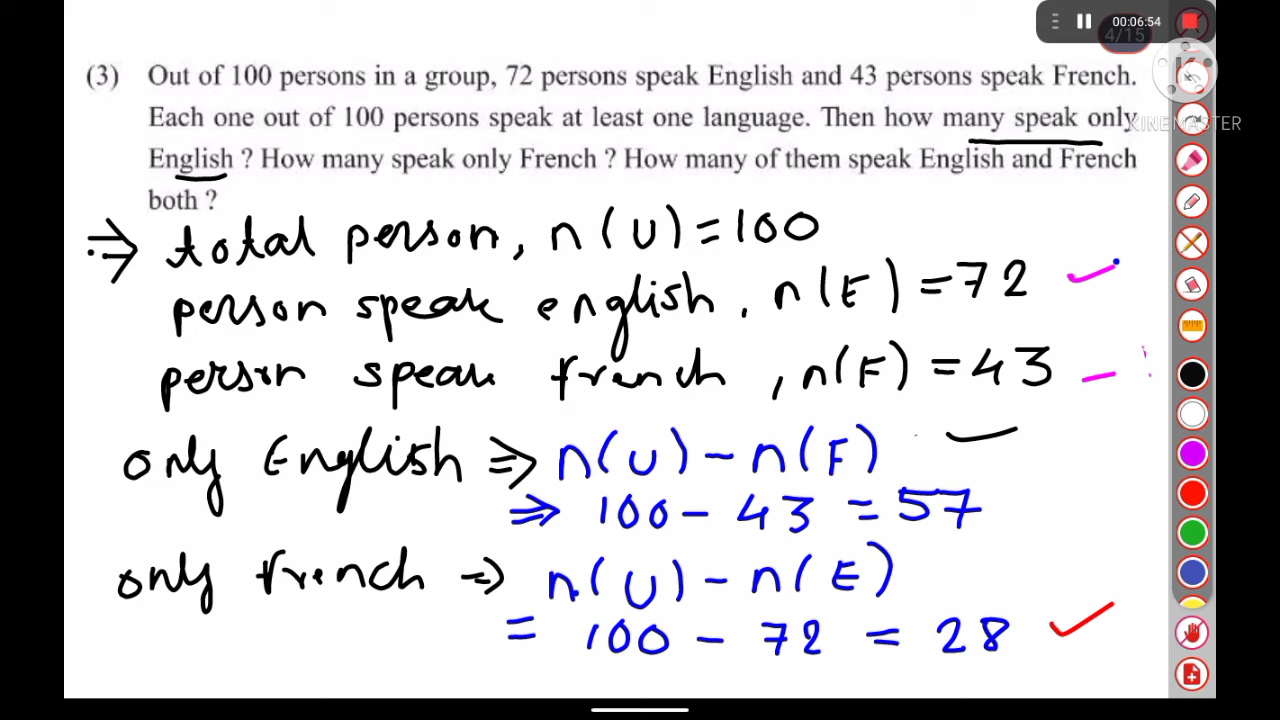 00:06:54
4/15
(3) Out of 100 persons in a group, 72 persons speak English and 43 persons speak French.
Each one out of 100 persons speak at least one language. Then how many speak only
KINEMASTER
English ? How many speak only French ? How many of them speak English and French
both ?
⇒ total person, n(U)=100
person speak english, n(E)=72
person speak french, n(F)=43
only English ⇒ n(U)-n(F)
⇒ 100-43=57
only french ⇒ n(U)-n(E)
= 100-72 = 28